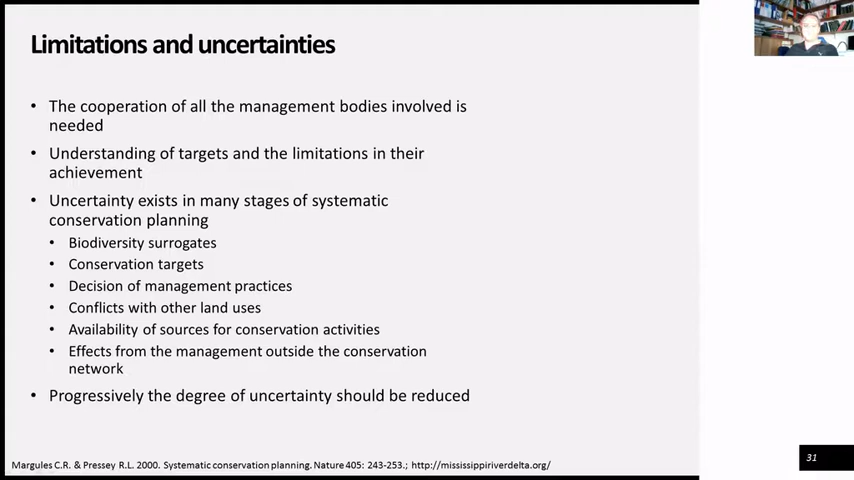 Limitations and uncertainties
• The cooperation of all the management bodies involved is
needed
• Understanding of targets and the limitations in their
achievement
• Uncertainty exists in many stages of systematic
conservation planning
• Biodiversity surrogates
• Conservation targets
• Decision of management practices
• Conflicts with other land uses
• Availability of sources for conservation activities
• Effects from the management outside the conservation
network
• Progressively the degree of uncertainty should be reduced
Margules C.R. & Pressey R.L. 2000. Systematic conservation planning. Nature 405: 243-253.; http://mississippiriverdelta.org/
31